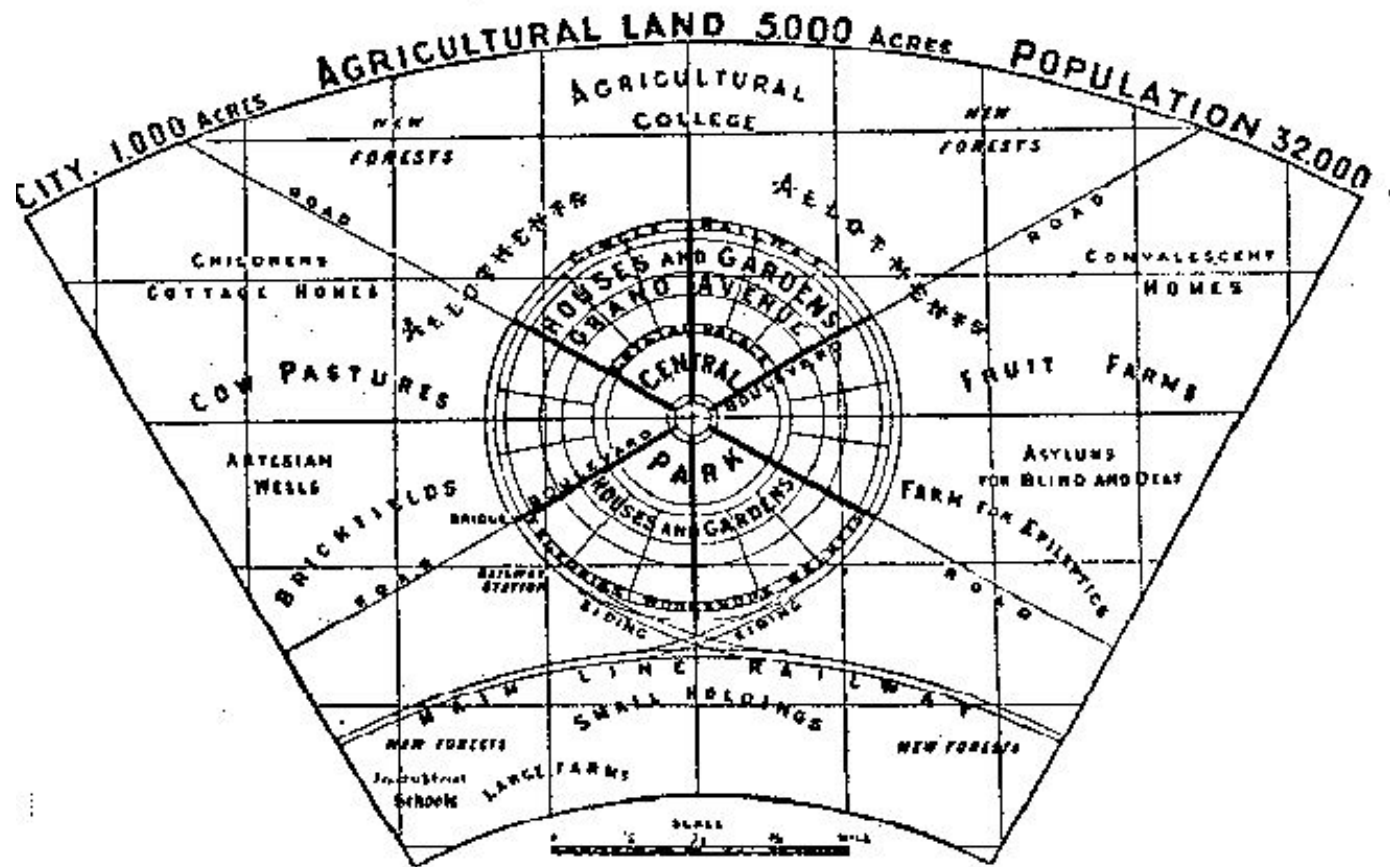 CITY. 1.000 ACRES AGRICULTURAL LAND 5.000 ACRES POPULATION 32.000
AGRICULTURAL
COLLEGE
NEW
FORESTS
NEW
FORESTS
ROAD
ROAD
ALLOTMENTS
ALLOTMENTS
CHILDRENS
COTTAGE HOMES
CONVALESCENT
HOMES
CIRCLE RAILWAY
HOUSES AND GARDENS
GRAND AVENUE
CRYSTAL PALACE
CENTRAL
PARK
BOULEVARD
BOULEVARD
COW PASTURES
FRUIT FARMS
ARTESIAN
WELLS
ASYLUMS
FOR BLIND AND DEAF
BRICKFIELDS
FARM FOR EPILEPTICS
BRIDGE
HOUSES AND GARDENS
ROAD
ROAD
RAILWAY
STATION
SIDING
SIDING
MAIN LINE RAILWAY
SMALL HOLDINGS
NEW FORESTS
NEW FORESTS
Schools
LARGE FARMS
SCALE
MILE